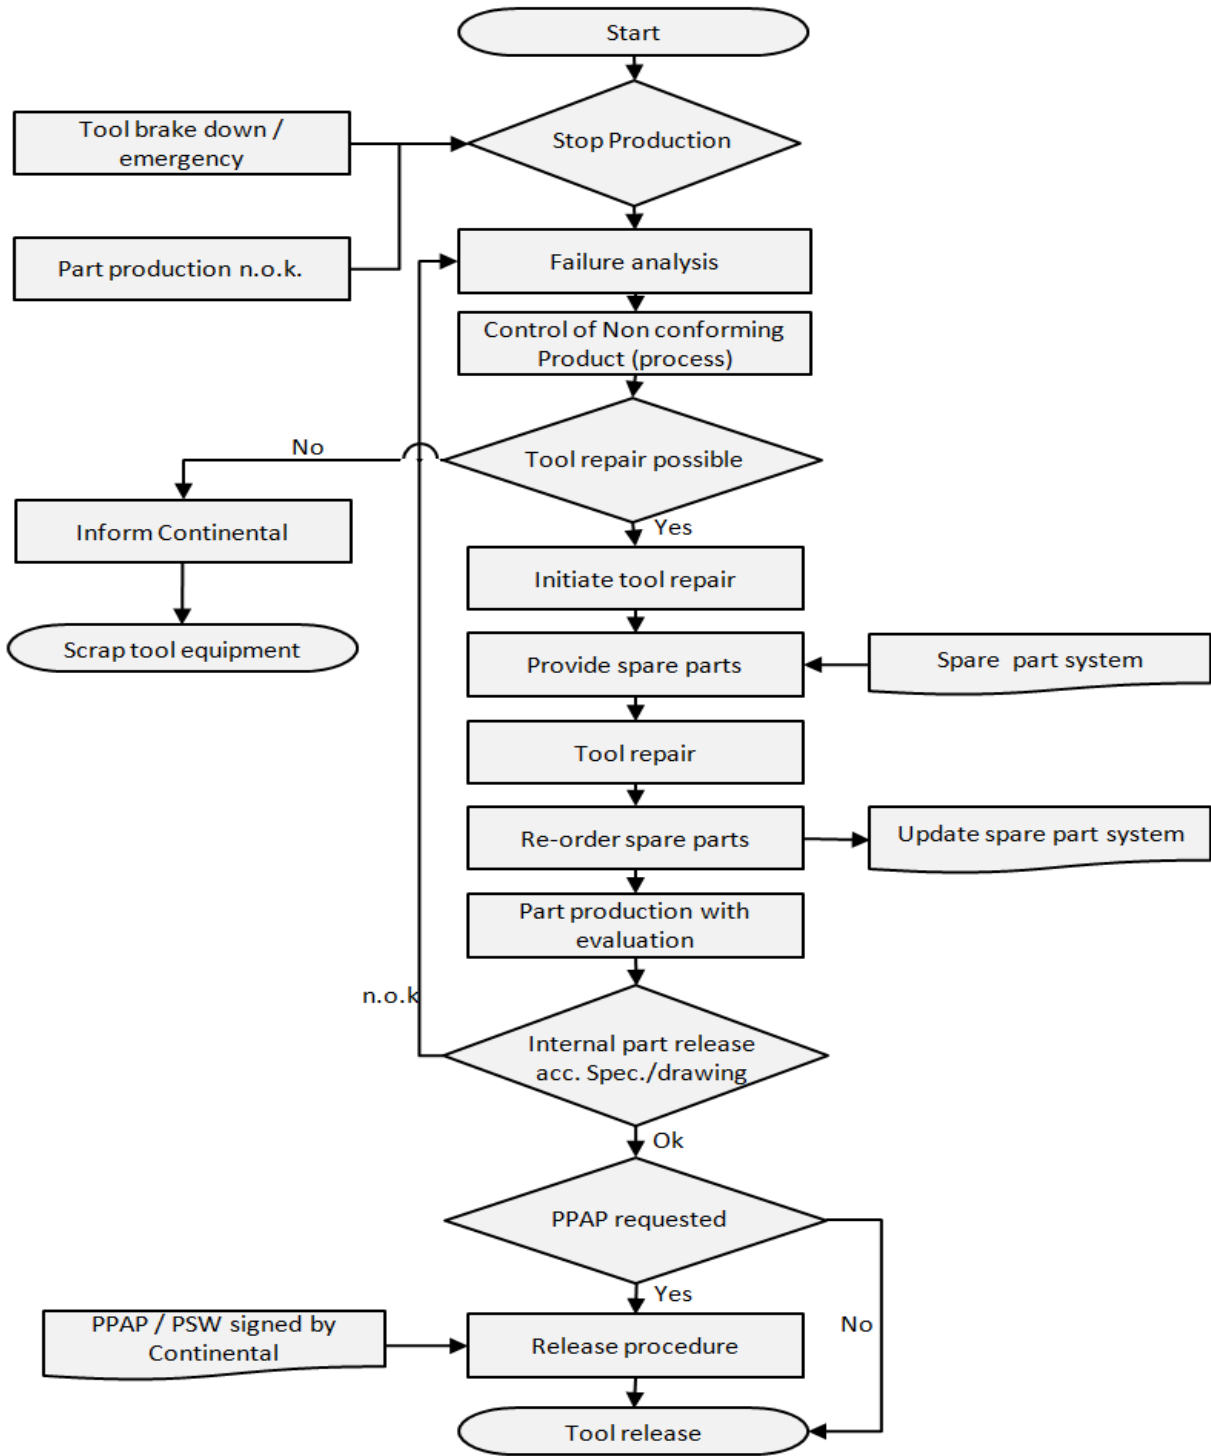 Start
Stop Production
Tool brake down /
emergency
Part production n.o.k.
Failure analysis
Control of Non conforming
Product (process)
Tool repair possible
No
Yes
Inform Continental
Scrap tool equipment
Initiate tool repair
Provide spare parts
Spare part system
Tool repair
Re-order spare parts
Update spare part system
Part production with
evaluation
n.o.k
Internal part release
acc. Spec./drawing
Ok
PPAP requested
Yes
No
PPAP / PSW signed by
Continental
Release procedure
Tool release